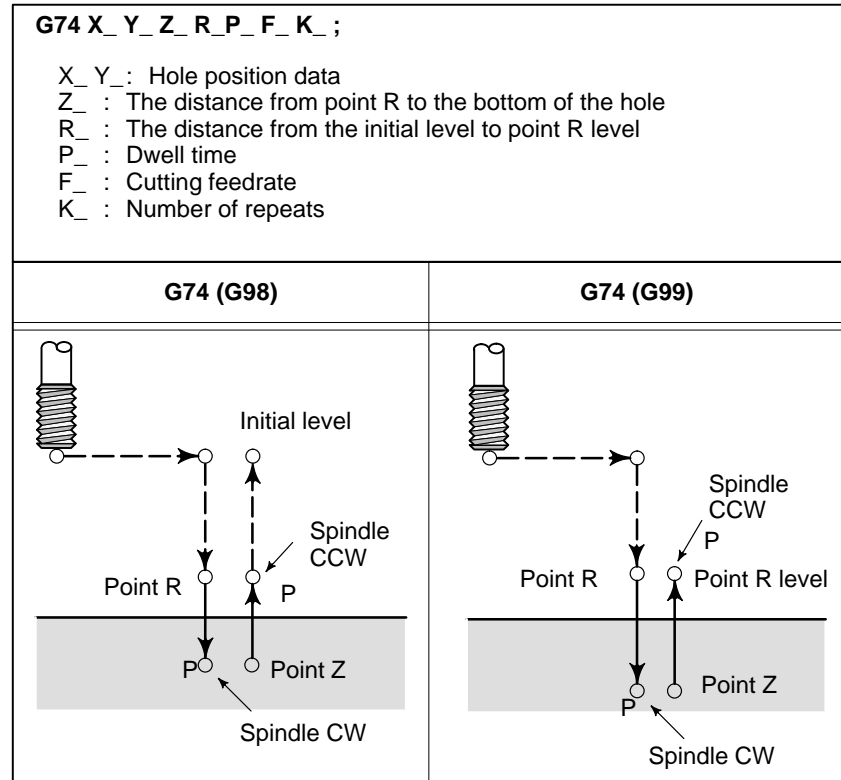 G74 X_ Y_ Z_ R_P_ F_ K_ ;
X_ Y_: Hole position data
Z_ : The distance from point R to the bottom of the hole
R_ : The distance from the initial level to point R level
P_ : Dwell time
F_ : Cutting feedrate
K_ : Number of repeats
G74 (G98)
G74 (G99)
Initial level
Spindle
CCW
Point R
P
P
Point Z
Spindle CW
Spindle
CCW
P
Point R
Point R level
Point Z
P
Spindle CW